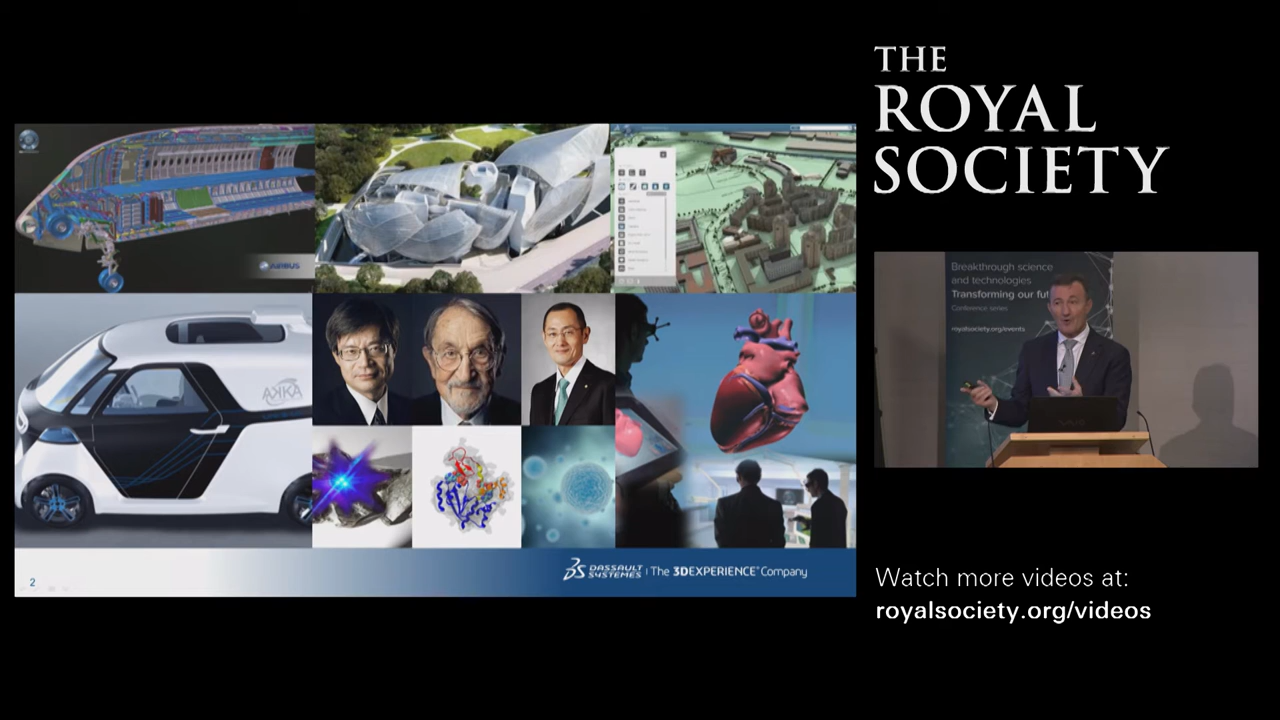 THE
ROYAL
SOCIETY
AIRBUS
AKKA
Breakthrough science
and technologies
Transforming our fut
Conference series
royalsociety.org/events
2
DASSAULT
SYSTEMES | The 3DEXPERIENCE Company
Watch more videos at:
royalsociety.org/videos